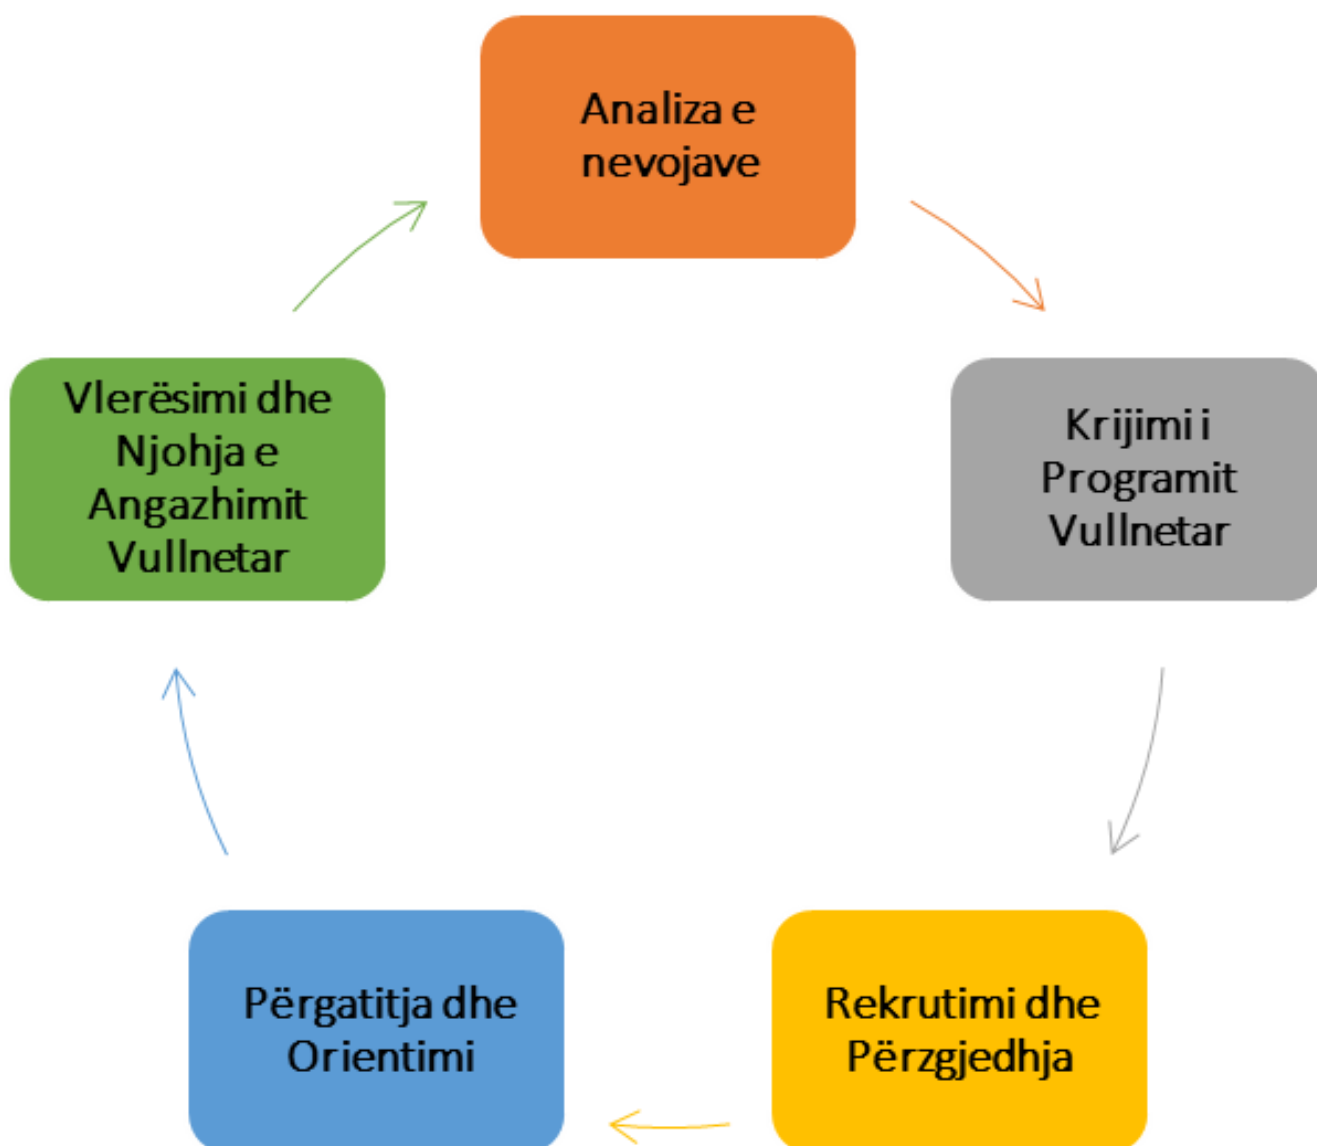 Analiza e
nevojave
Krijimi i
Programit
Vullnetar
Rekrutimi dhe
Përzgjedhja
Përgatitja dhe
Orientimi
Vlerësimi dhe
Njohja e
Angazhimit
Vullnetar